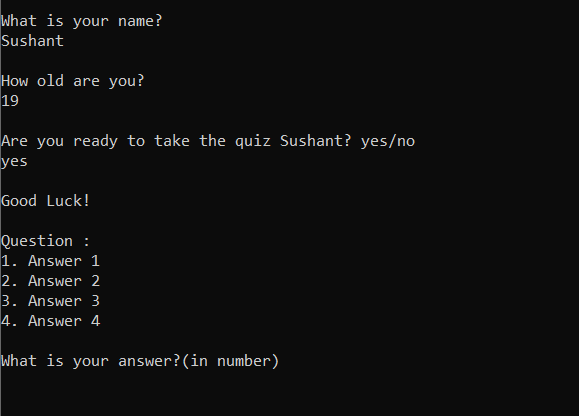 What is your name?
Sushant
How old are you?
19
Are you ready to take the quiz Sushant? yes/no
yes
Good Luck!
Question :
1. Answer 1
2. Answer 2
3. Answer 3
4. Answer 4
What is your answer?(in number)